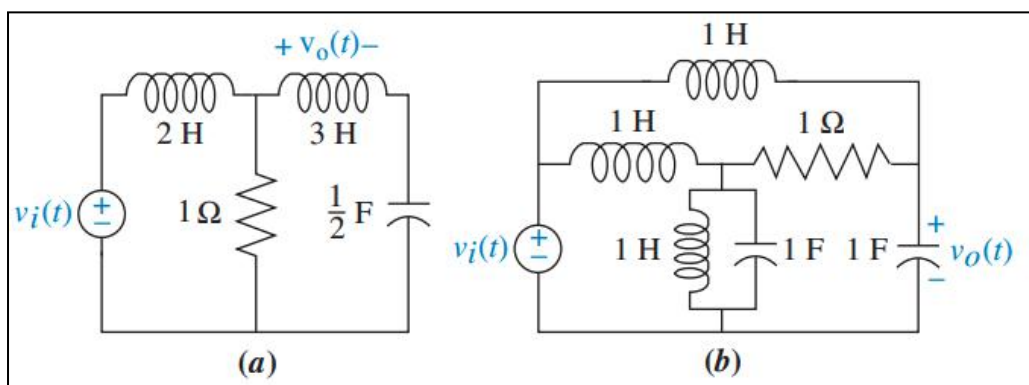 1 H
+ vo(t)−
2 H
3 H
1 H
1 Ω
vi(t)
+
−
1 Ω
1/2 F
vi(t)
+
−
1 H
1 F
1 F
+
vO(t)
−
(a)
(b)